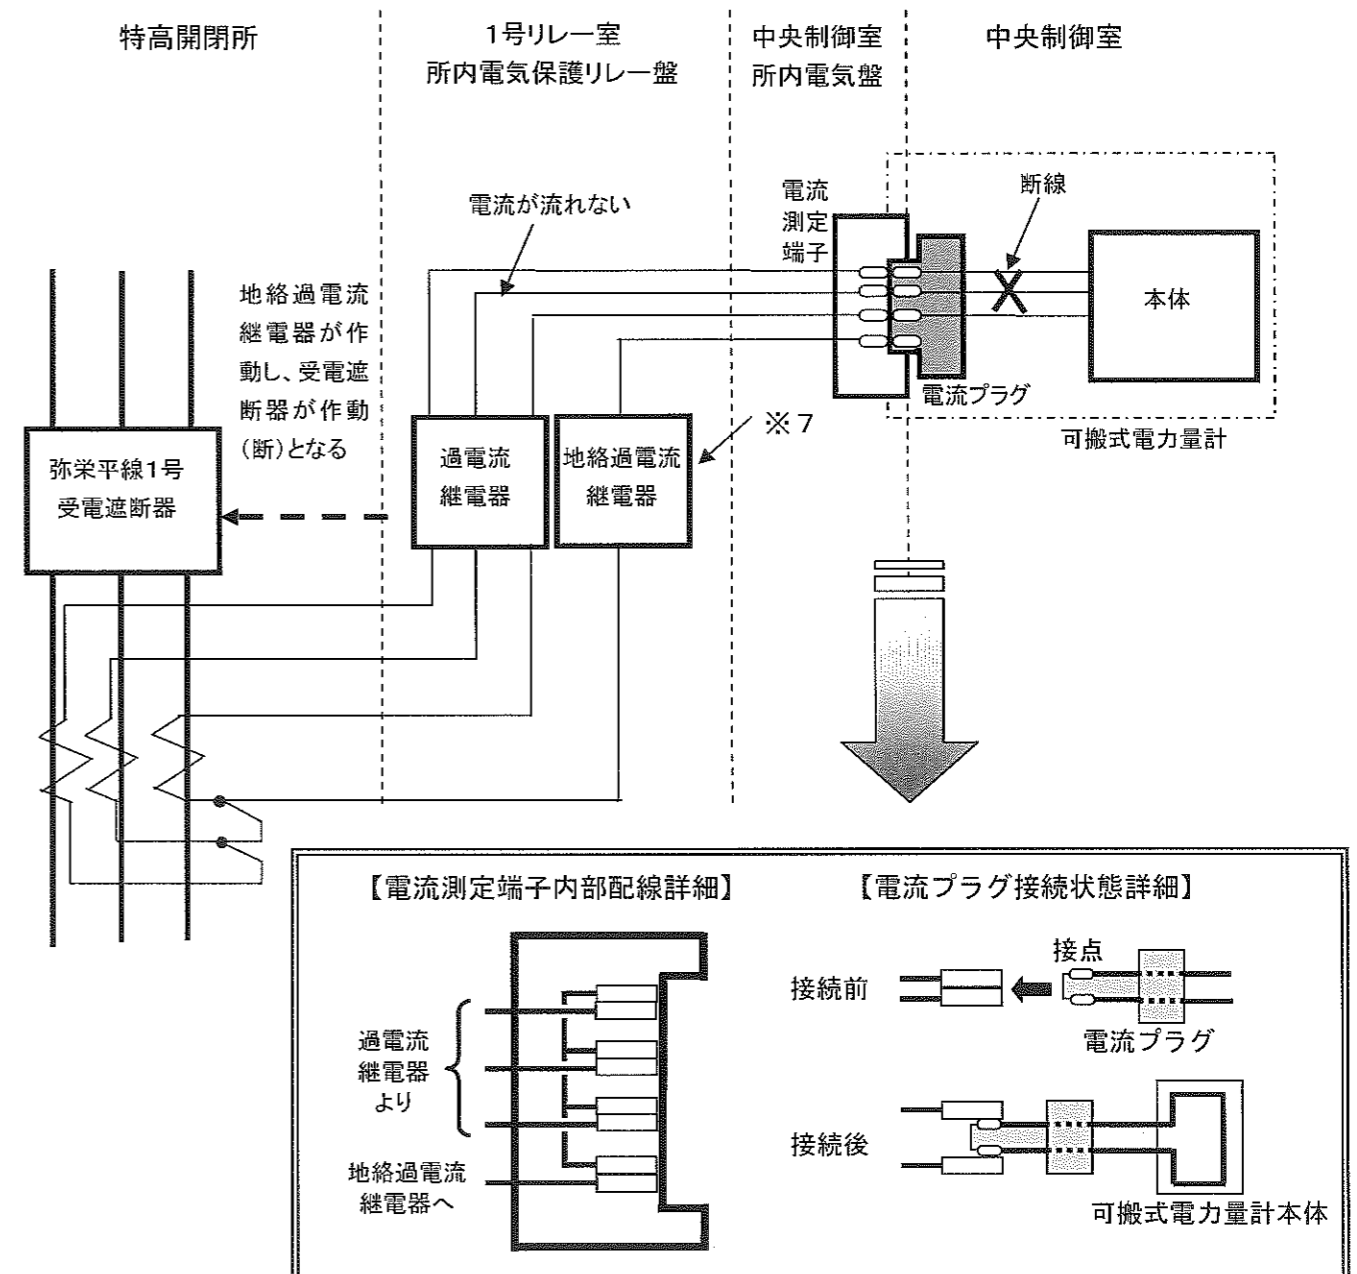 特高開閉所
1号リレー室
所内電気保護リレー盤
中央制御室
所内電気盤
中央制御室
電流が流れない
電流
測定
端子
断線
本体
電流プラグ
可搬式電力量計
地絡過電流
継電器が作
動し、受電遮
断器が作動
(断)となる
弥栄平線1号
受電遮断器
過電流
継電器
地絡過電流
継電器
※7
【電流測定端子内部配線詳細】
過電流
継電器
より
地絡過電流
継電器へ
【電流プラグ接続状態詳細】
接続前
接点
電流プラグ
接続後
可搬式電力量計本体